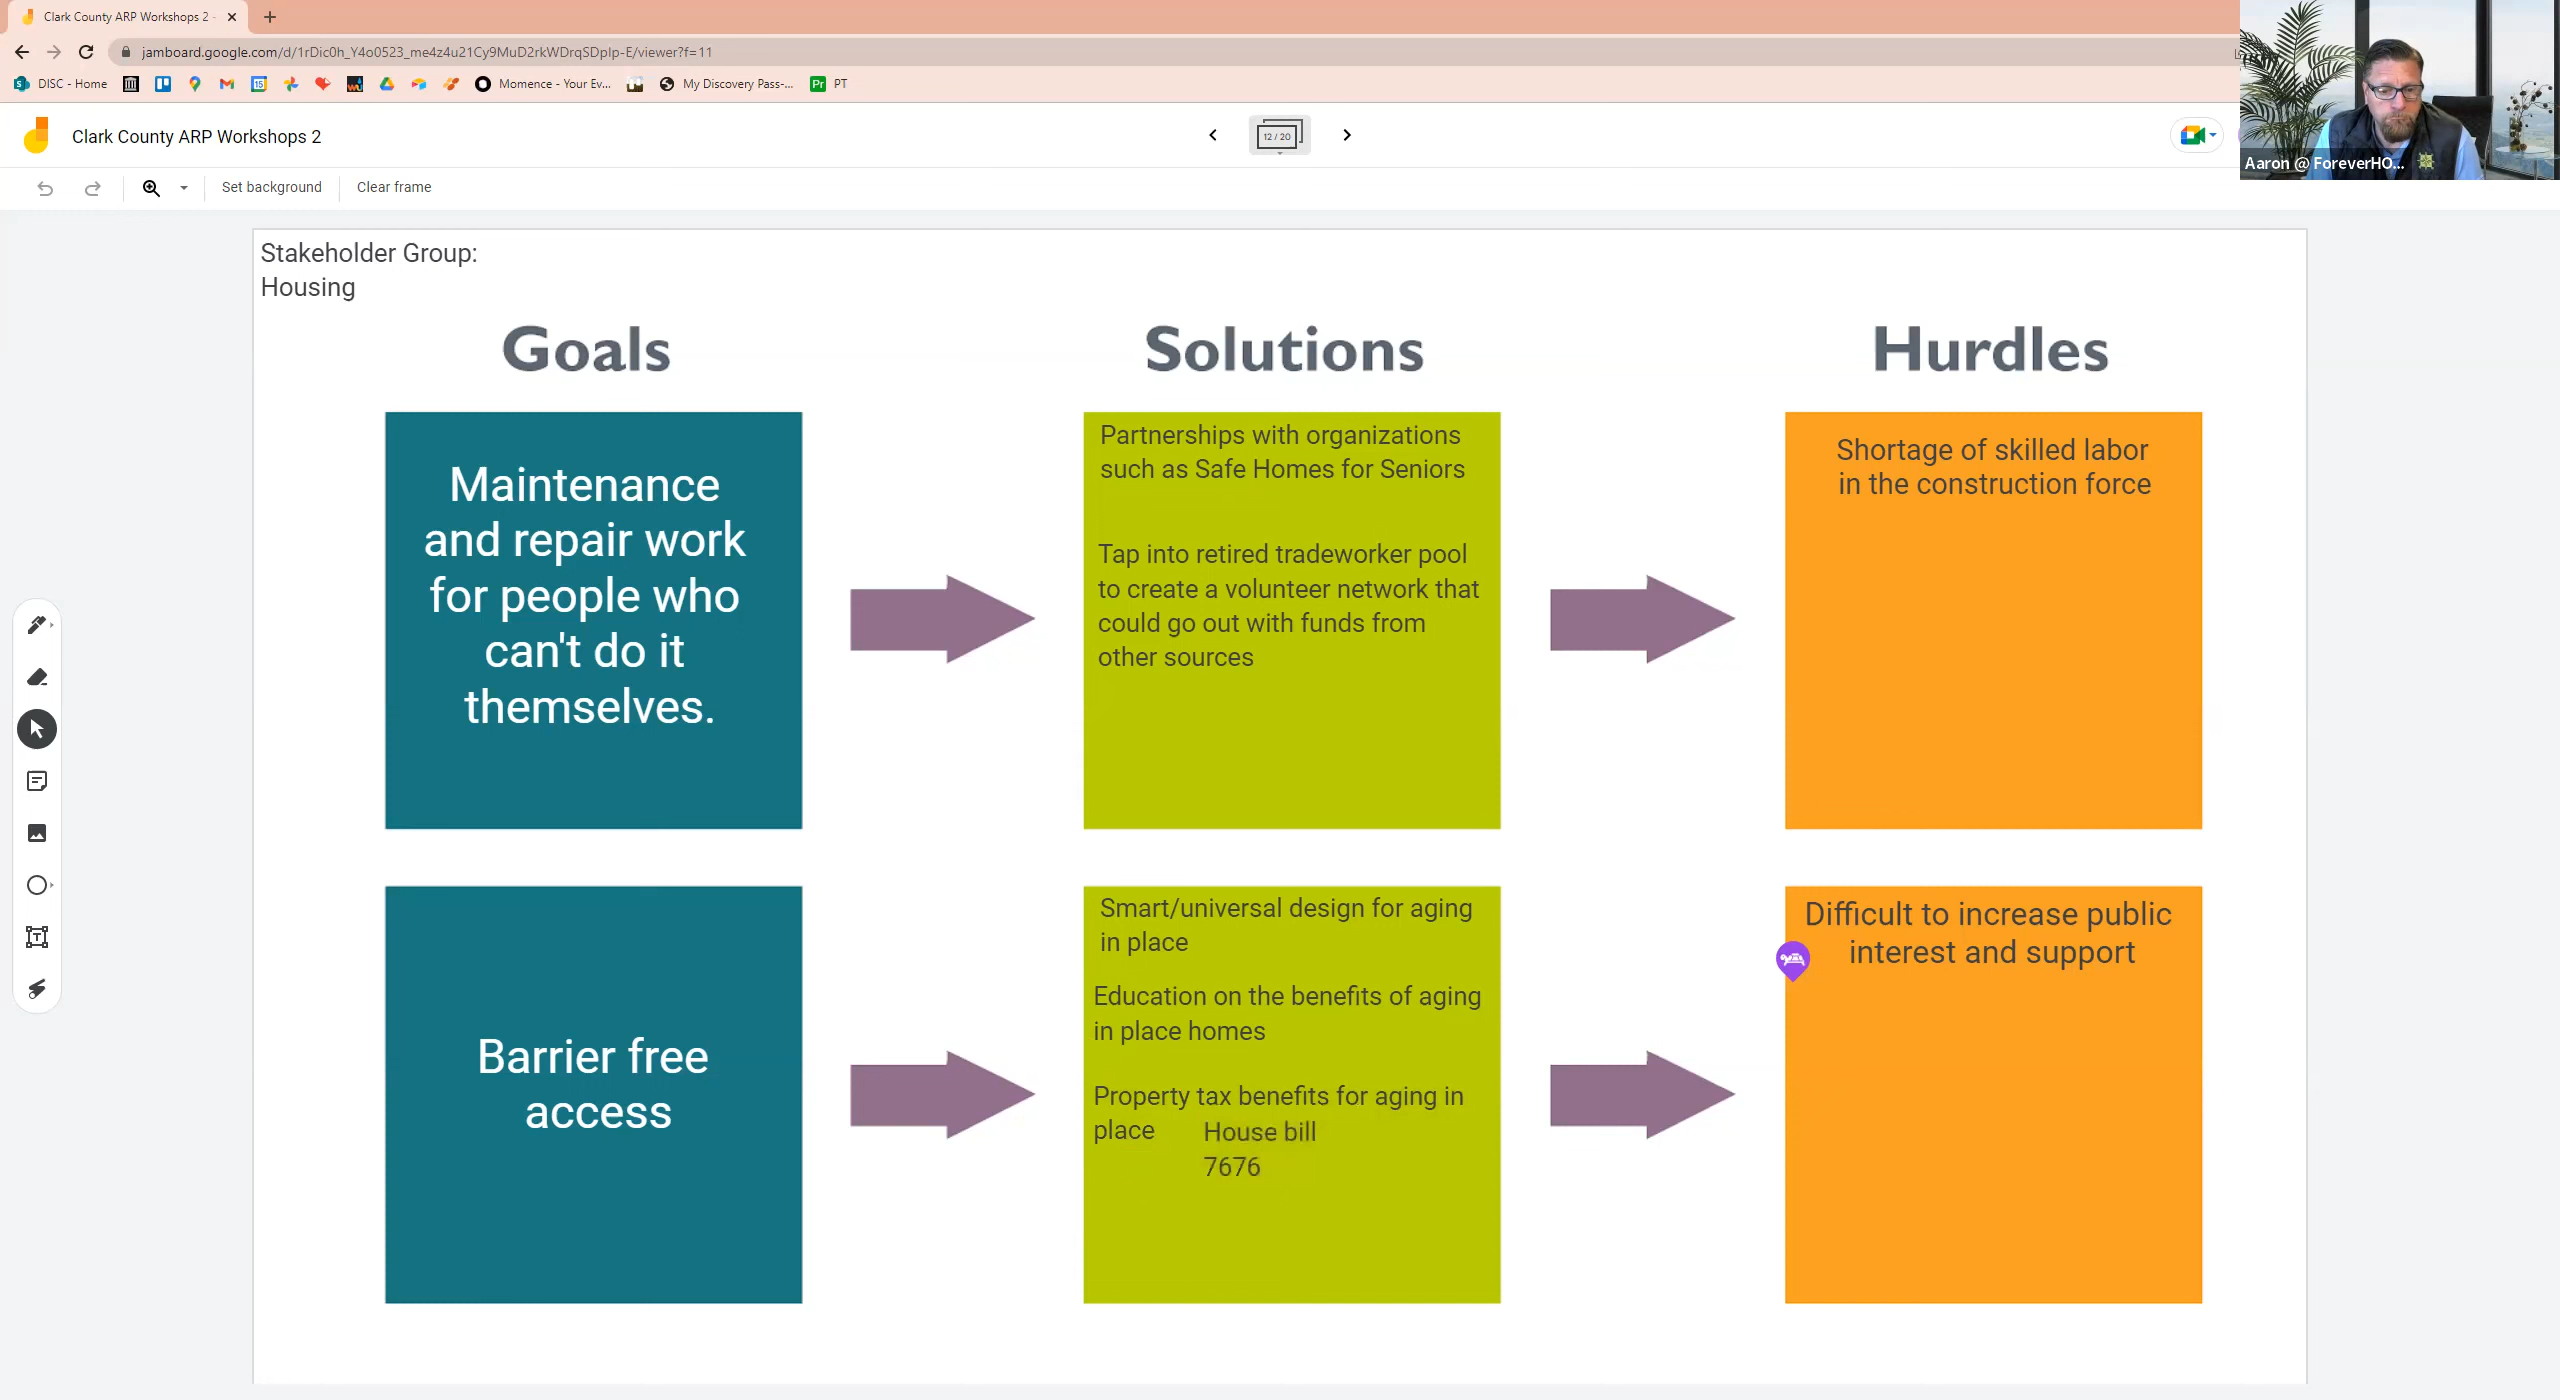 Clark County ARP Workshops 2 -
jamboard.google.com/d/1rDic0h_Y4o0523_me4z4u21Cy9MuD2rkWDrqSDpIp-E/viewer?f=11
DISC - Home
15
Momence - Your Ev...
My Discovery Pass-...
Pr PT
Clark County ARP Workshops 2
12 / 20
Aaron @ ForeverHO...
Set background
Clear frame
Stakeholder Group:
Housing
Goals
Solutions
Hurdles
Maintenance
and repair work
for people who
can't do it
themselves.
Partnerships with organizations
such as Safe Homes for Seniors
Tap into retired tradeworker pool
to create a volunteer network that
could go out with funds from
other sources
Shortage of skilled labor
in the construction force
Barrier free
access
Smart/universal design for aging
in place
Education on the benefits of aging
in place homes
Property tax benefits for aging in
place
House bill
7676
Difficult to increase public
interest and support